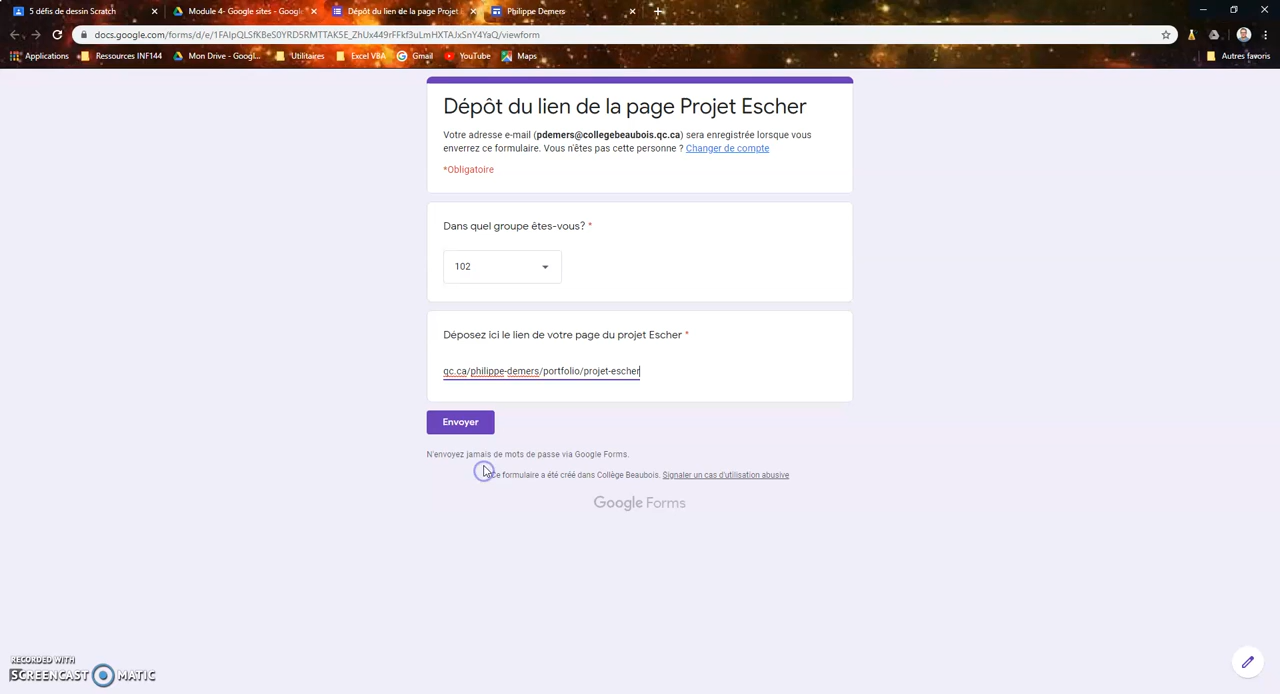 5 défis de dessin Scratch
Module 4- Google sites - Google
Dépôt du lien de la page Projet
Philippe Demers
docs.google.com/forms/d/e/1FAIpQLSfKBeS0YRD5RMTTAK5E_ZhUx449rFFkf3uLmHXTAJxSnY4YaQ/viewform
Applications
Ressources INF144
Mon Drive - Googl...
Utilitaires
Excel VBA
Gmail
YouTube
Maps
Autres favoris
Dépôt du lien de la page Projet Escher
Votre adresse e-mail (pdemers@collegebeaubois.qc.ca) sera enregistrée lorsque vous
enverrez ce formulaire. Vous n'êtes pas cette personne ? Changer de compte
*Obligatoire
Dans quel groupe êtes-vous? *
102
Déposez ici le lien de votre page du projet Escher *
qc.ca/philippe-demers/portfolio/projet-escher
Envoyer
N'envoyez jamais de mots de passe via Google Forms.
Ce formulaire a été créé dans Collège Beaubois. Signaler un cas d'utilisation abusive
Google Forms
RECORDED WITH
SCREENCAST MATIC